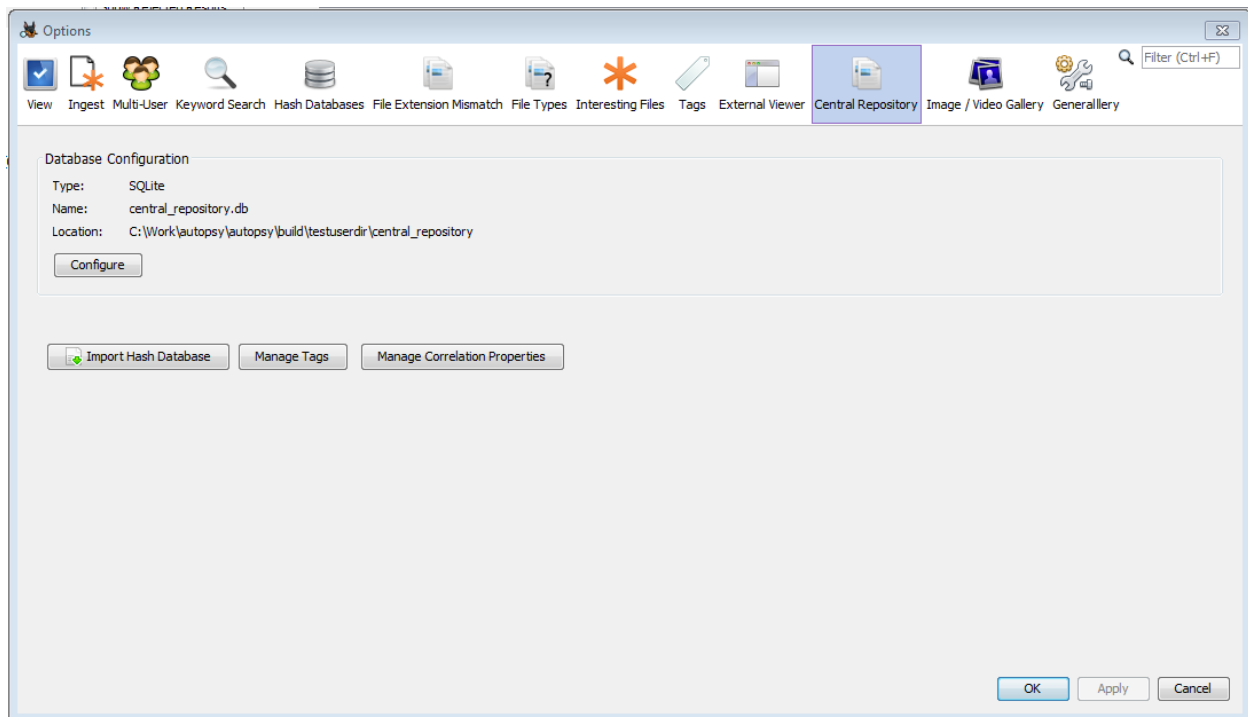 Options
Filter (Ctrl+F)
View Ingest Multi-User Keyword Search Hash Databases File Extension Mismatch File Types Interesting Files Tags External Viewer Central Repository Image / Video Gallery Generalllery
Database Configuration
Type: SQLite
Name: central_repository.db
Location: C:\Work\autopsy\autopsy\build\testuserdir\central_repository
Configure
Import Hash Database Manage Tags Manage Correlation Properties
OK Apply Cancel